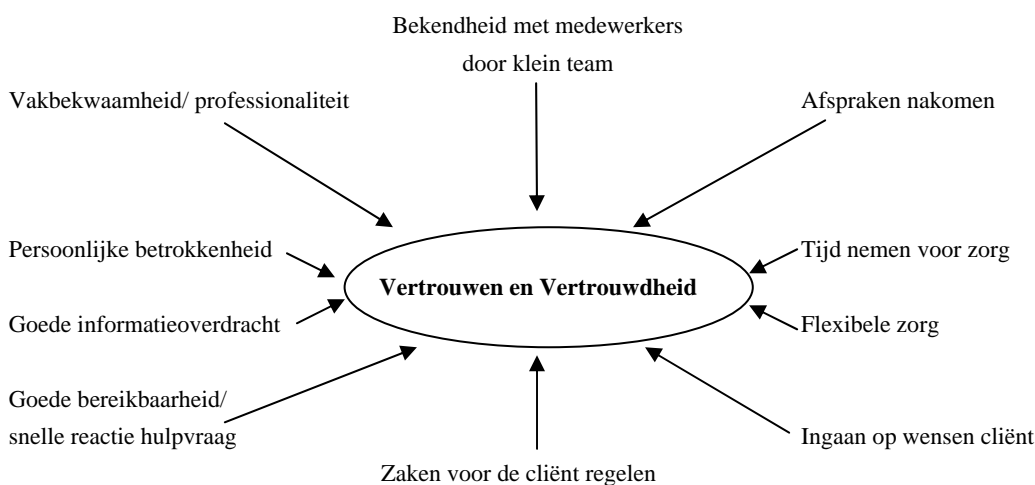 Bekendheid met medewerkers
door klein team
Vakbekwaamheid/ professionaliteit
Afspraken nakomen
Persoonlijke betrokkenheid
Tijd nemen voor zorg
Vertrouwen en Vertrouwdheid
Goede informatieoverdracht
Flexibele zorg
Goede bereikbaarheid/
snelle reactie hulpvraag
Ingaan op wensen cliënt
Zaken voor de cliënt regelen